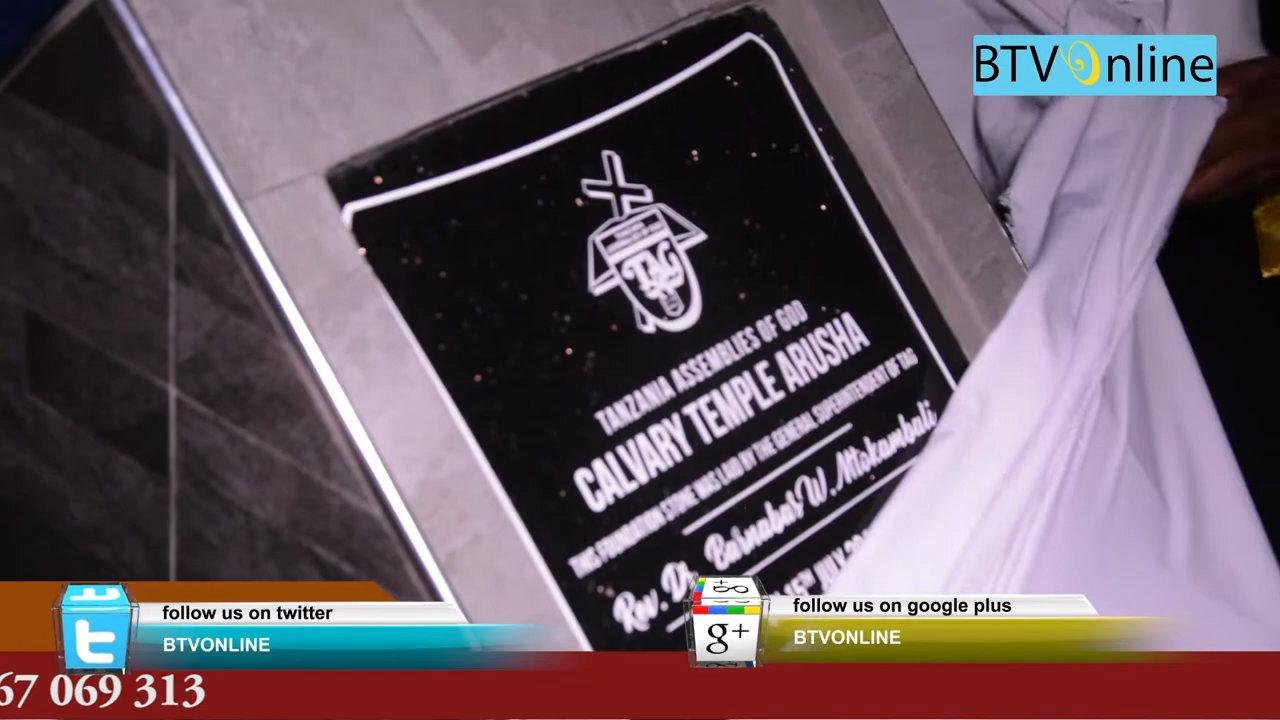 BTVOnline
TAG
TANZANIA ASSEMBLIES OF GOD
CALVARY TEMPLE ARUSHA
THIS FOUNDATION STONE WAS LAID BY THE GENERAL SUPERINTENDENT OF TAG
Rev. Dr. Barnabas W. Mtokambali
15TH JULY
follow us on twitter
BTVONLINE
follow us on google plus
BTVONLINE
g+
67 069 313